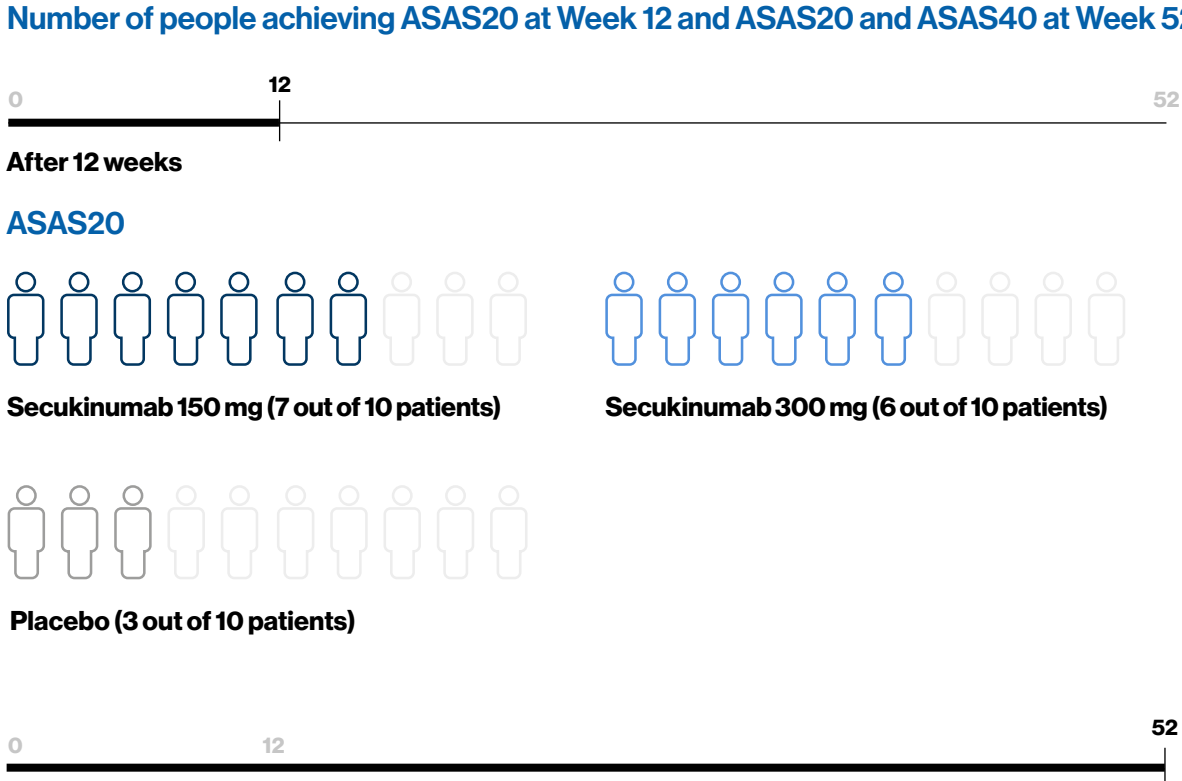 Number of people achieving ASAS20 at Week 12 and ASAS20 and ASAS40 at Week 52
0
12
52
After 12 weeks
ASAS20
Secukinumab 150 mg (7 out of 10 patients)
Secukinumab 300 mg (6 out of 10 patients)
Placebo (3 out of 10 patients)
0
12
52